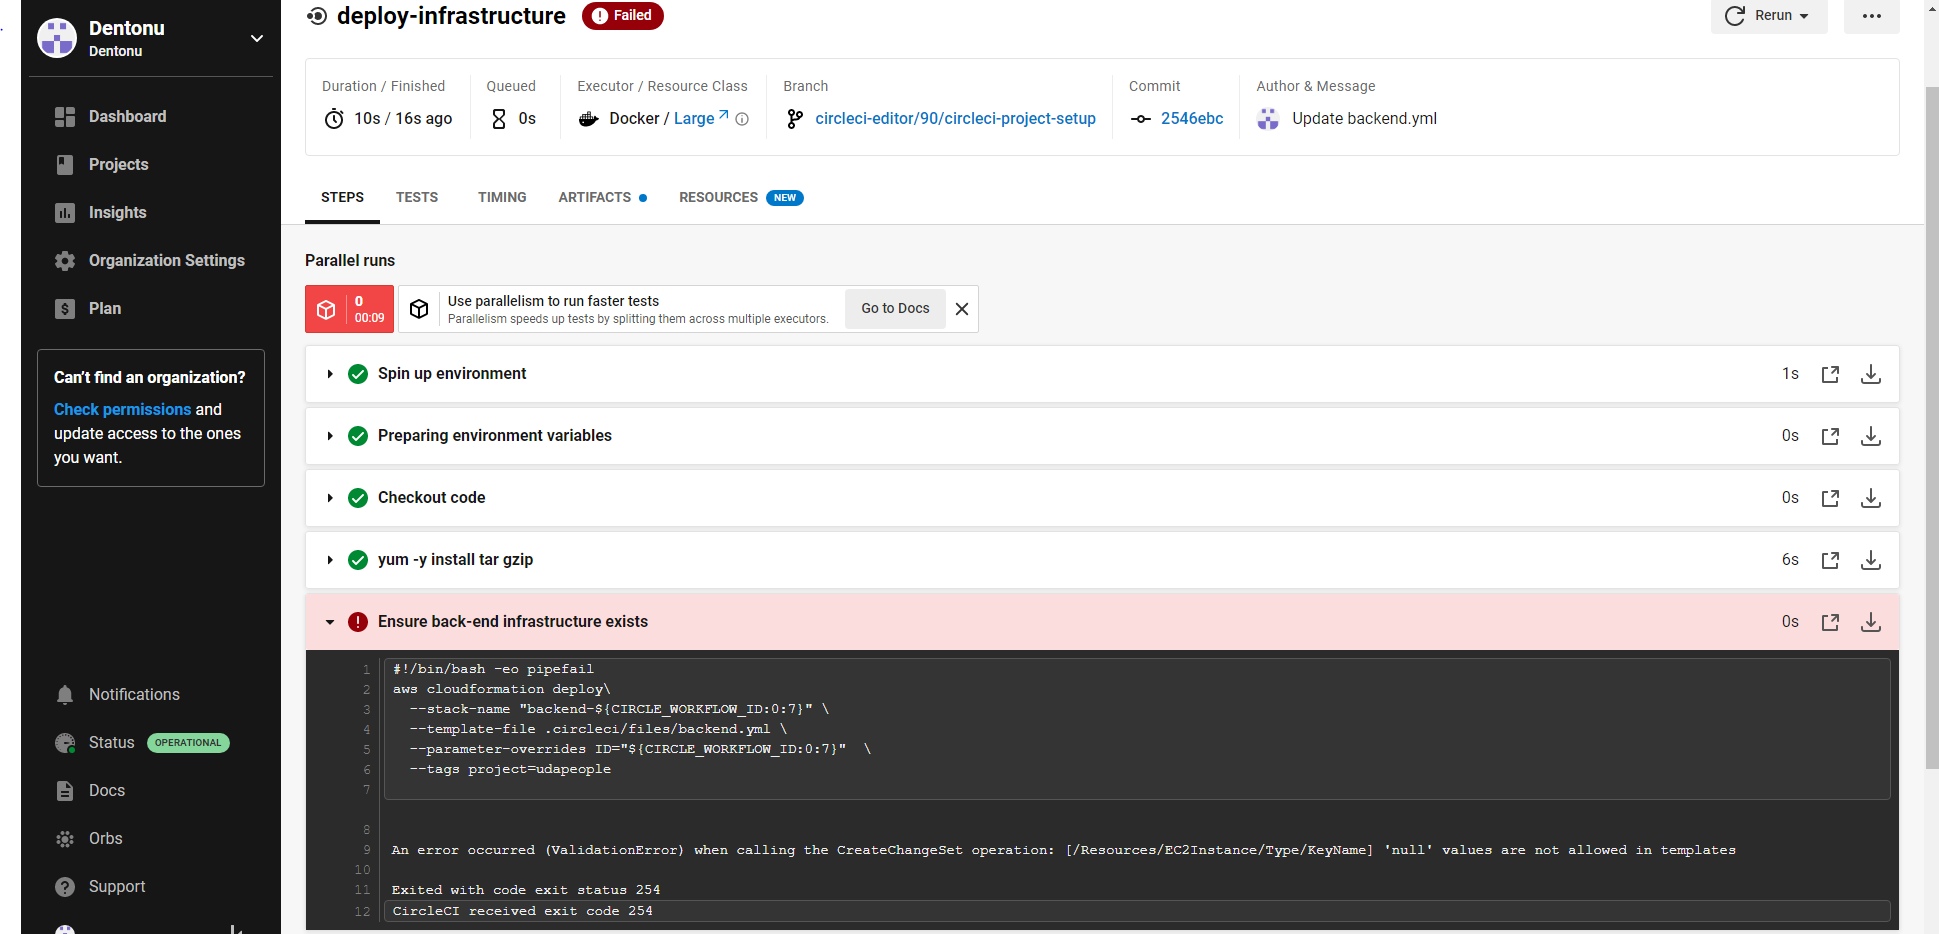 Dentonu
Dentonu
Dashboard
Projects
Insights
Organization Settings
Plan
Can't find an organization?
Check permissions and
update access to the ones
you want.
Notifications
Status OPERATIONAL
Docs
Orbs
Support
deploy-infrastructure Failed
Rerun
Duration / Finished
10s / 16s ago
Queued
0s
Executor / Resource Class
Docker / Large
Branch
circleci-editor/90/circleci-project-setup
Commit
2546ebc
Author & Message
Update backend.yml
STEPS TESTS TIMING ARTIFACTS RESOURCES NEW
Parallel runs
0
00:09
Use parallelism to run faster tests
Parallelism speeds up tests by splitting them across multiple executors.
Go to Docs
Spin up environment 1s
Preparing environment variables 0s
Checkout code 0s
yum -y install tar gzip 6s
Ensure back-end infrastructure exists 0s
1 #!/bin/bash -eo pipefail
2 aws cloudformation deploy\
3 --stack-name "backend-${CIRCLE_WORKFLOW_ID:0:7}" \
4 --template-file .circleci/files/backend.yml \
5 --parameter-overrides ID="${CIRCLE_WORKFLOW_ID:0:7}"  \
6 --tags project=udapeople
7
8
9 An error occurred (ValidationError) when calling the CreateChangeSet operation: [/Resources/EC2Instance/Type/KeyName] 'null' values are not allowed in templates
10
11 Exited with code exit status 254
12 CircleCI received exit code 254